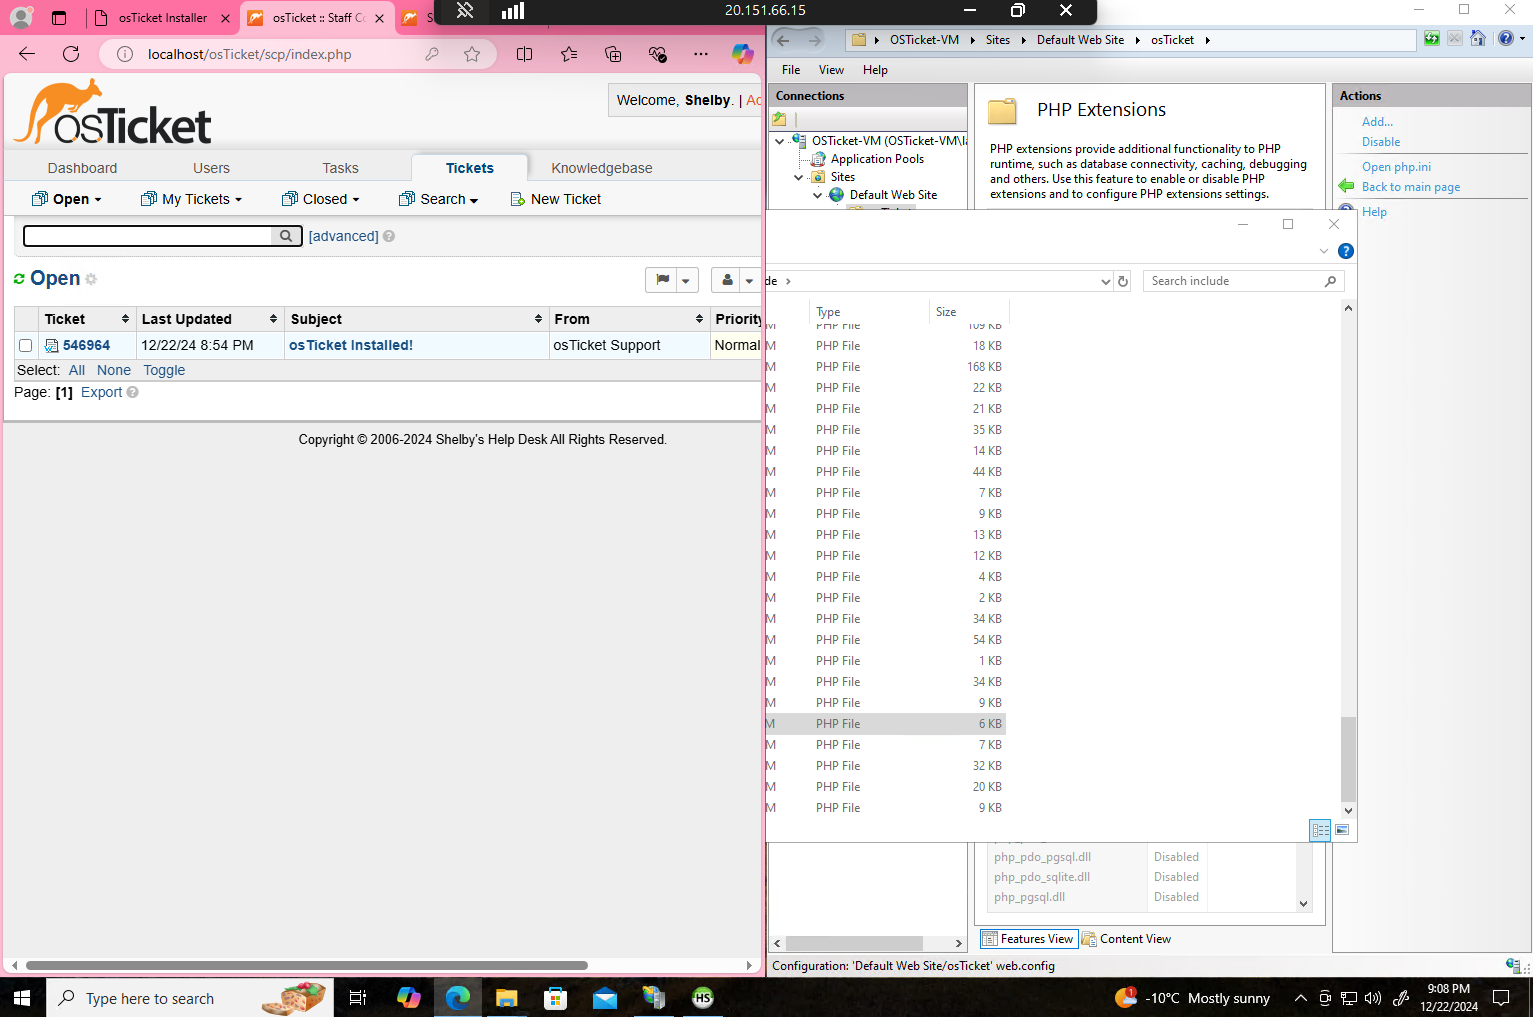 20.151.66.15
osTicket Installer
osTicket :: Staff Co
S
localhost/osTicket/scp/index.php
osTicket
Welcome, Shelby. | Ad
Dashboard
Users
Tasks
Tickets
Knowledgebase
Open
My Tickets
Closed
Search
New Ticket
[advanced]
Open
Ticket Last Updated Subject From Priority
546964 12/22/24 8:54 PM osTicket Installed! osTicket Support Normal
Select: All None Toggle
Page: [1] Export
Copyright © 2006-2024 Shelby's Help Desk All Rights Reserved.
OSTicket-VM Sites Default Web Site osTicket
File View Help
Connections
OSTicket-VM (OSTicket-VM\la
Application Pools
Sites
Default Web Site
PHP Extensions
PHP extensions provide additional functionality to PHP
runtime, such as database connectivity, caching, debugging
and others. Use this feature to enable or disable PHP
extensions and to configure PHP extensions settings.
Actions
Add...
Disable
Open php.ini
Back to main page
Help
de
Search include
Type Size
M PHP File 109 KB
M PHP File 18 KB
M PHP File 168 KB
M PHP File 22 KB
M PHP File 21 KB
M PHP File 35 KB
M PHP File 14 KB
M PHP File 44 KB
M PHP File 7 KB
M PHP File 9 KB
M PHP File 13 KB
M PHP File 12 KB
M PHP File 4 KB
M PHP File 2 KB
M PHP File 34 KB
M PHP File 54 KB
M PHP File 1 KB
M PHP File 34 KB
M PHP File 9 KB
M PHP File 6 KB
M PHP File 7 KB
M PHP File 32 KB
M PHP File 20 KB
M PHP File 9 KB
php_pdo_pgsql.dll Disabled
php_pdo_sqlite.dll Disabled
php_pgsql.dll Disabled
Features View
Content View
Configuration: 'Default Web Site/osTicket' web.config
Type here to search
HS
1
-10°C Mostly sunny
9:08 PM
12/22/2024